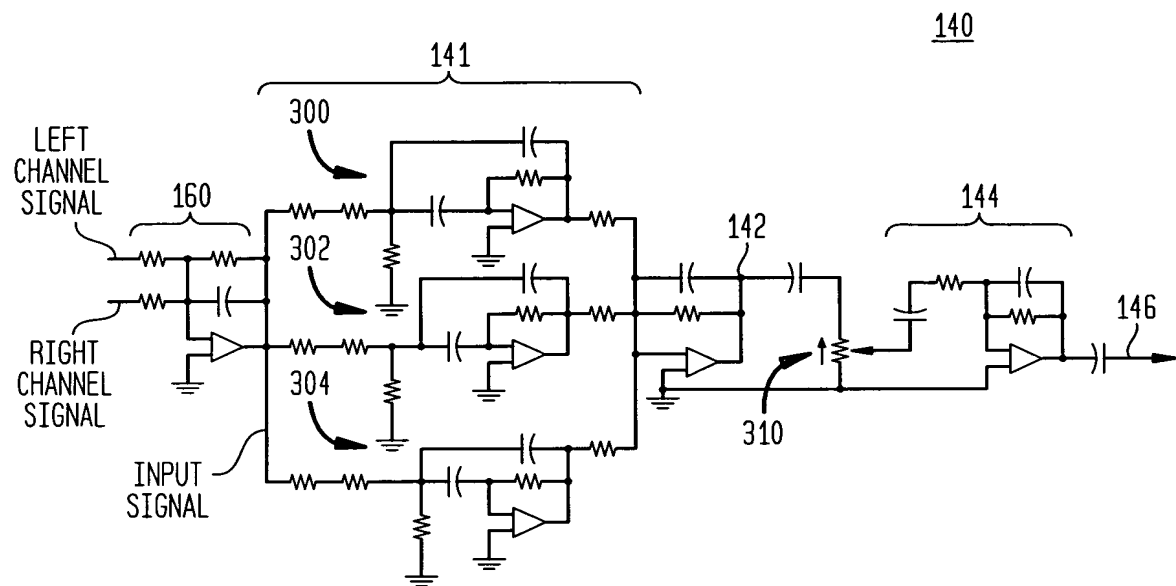 140
141
300
LEFT
CHANNEL
SIGNAL
160
302
142
144
RIGHT
CHANNEL
SIGNAL
304
310
146
INPUT
SIGNAL